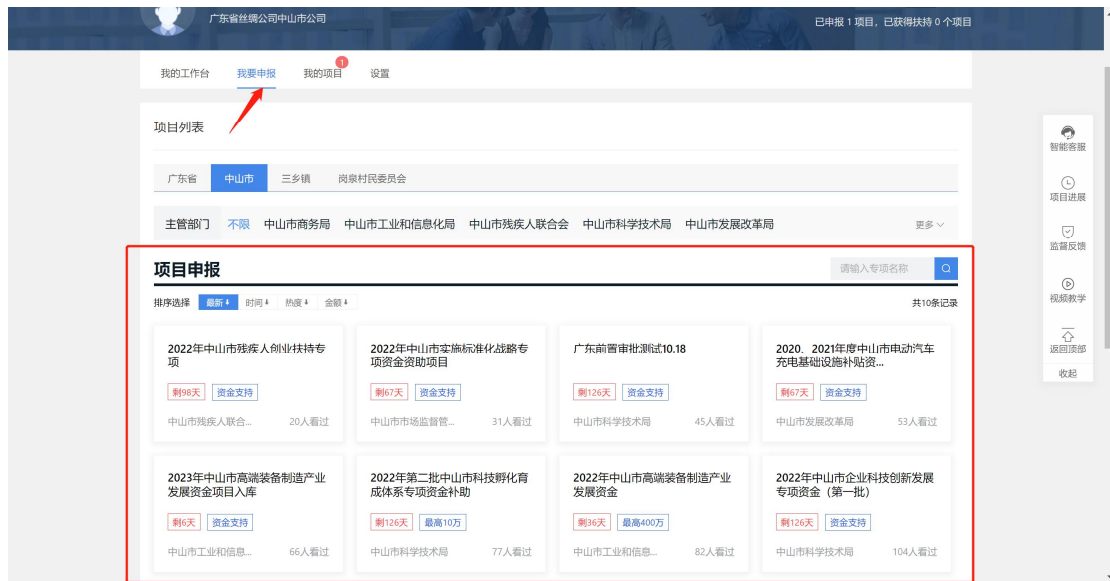 广东省丝绸公司中山市公司
已申报 1 项目，已获得扶持 0 个项目
我的工作台 我要申报 我的项目 1 设置
项目列表
广东省 中山市 三乡镇 岗泉村民委员会
主管部门 不限 中山市商务局 中山市工业和信息化局 中山市残疾人联合会 中山市科学技术局 中山市发展改革局 更多
项目申报
请输入专项名称
排序选择 最新 时间 热度 金额 共10条记录
2022年中山市残疾人创业扶持专
项
剩98天 资金支持
中山市残疾人联合... 20人看过
2022年中山市实施标准化战略专
项资金资助项目
剩67天 资金支持
中山市市场监督管... 31人看过
广东前置审批测试10.18
剩126天 资金支持
中山市科学技术局 45人看过
2020、2021年度中山市电动汽车
充电基础设施补贴资...
剩67天 资金支持
中山市发展改革局 53人看过
2023年中山市高端装备制造产业
发展资金项目入库
剩6天 资金支持
中山市工业和信息... 66人看过
2022年第二批中山市科技孵化育
成体系专项资金补助
剩126天 最高10万
中山市科学技术局 77人看过
2022年中山市高端装备制造产业
发展资金
剩36天 最高400万
中山市工业和信息... 82人看过
2022年中山市企业科技创新发展
专项资金（第一批）
剩126天 资金支持
中山市科学技术局 104人看过
智能客服
项目进展
监督反馈
视频教学
返回顶部
收起